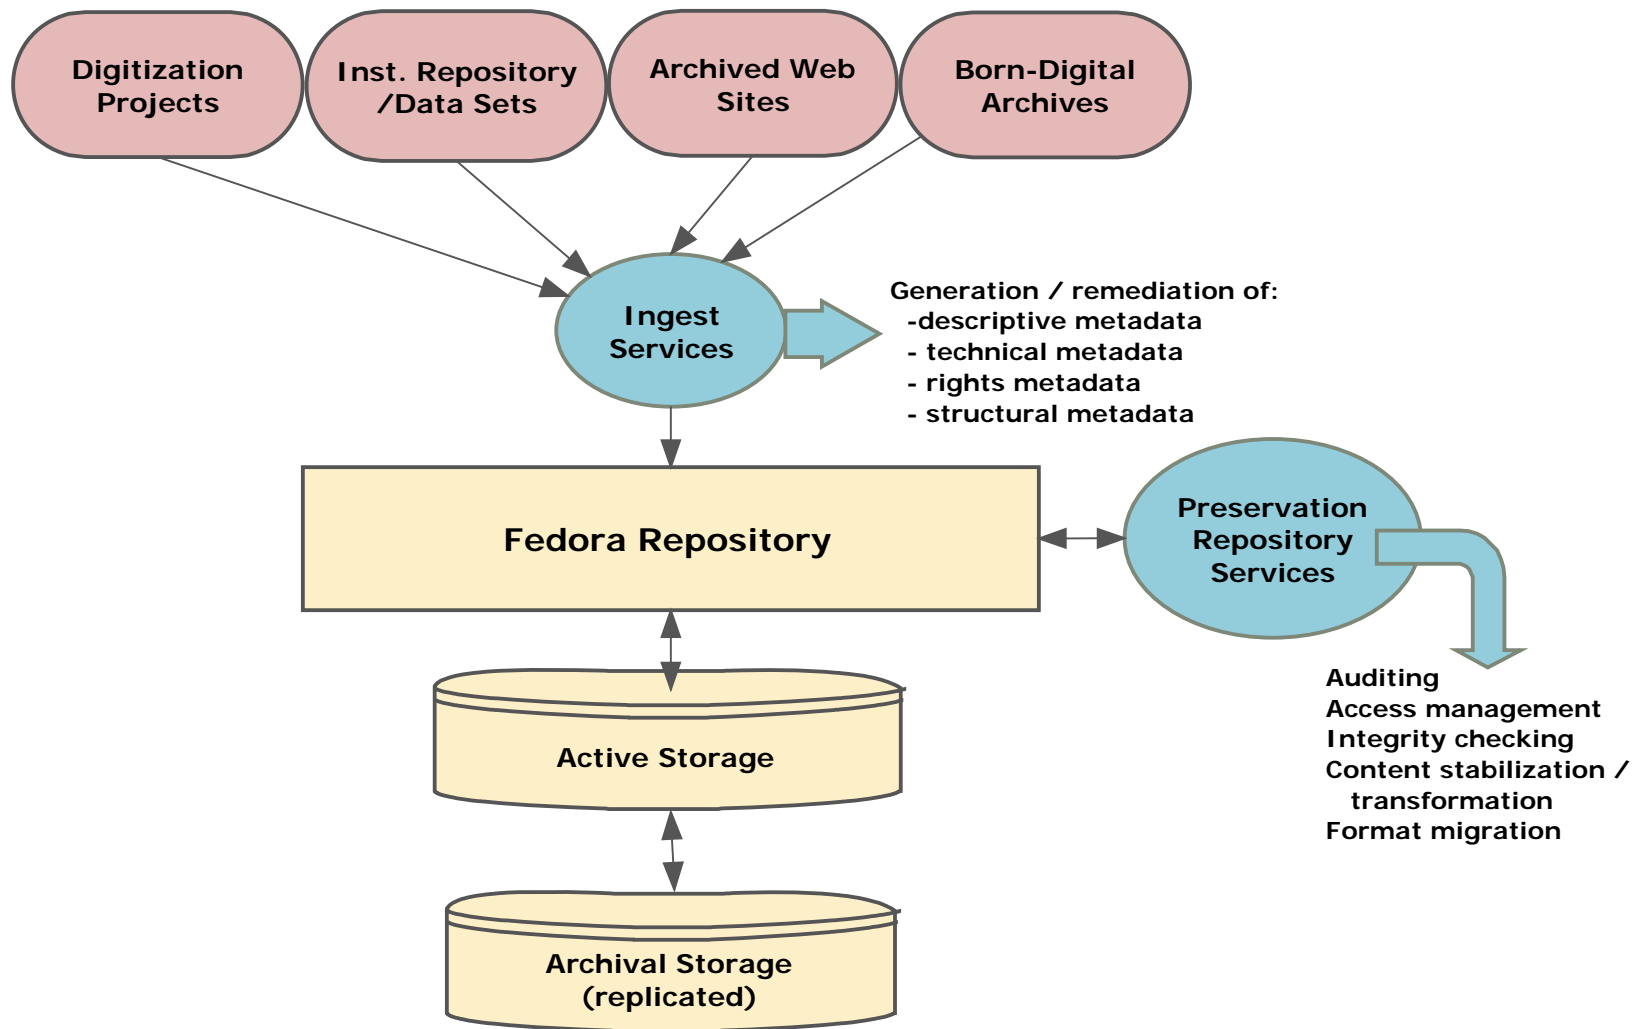 Digitization
Projects
Inst. Repository
/Data Sets
Archived Web
Sites
Born-Digital
Archives
Ingest
Services
Generation / remediation of:
-descriptive metadata
- technical metadata
- rights metadata
- structural metadata
Fedora Repository
Preservation
Repository
Services
Auditing
Access management
Integrity checking
Content stabilization /
transformation
Format migration
Active Storage
Archival Storage
(replicated)